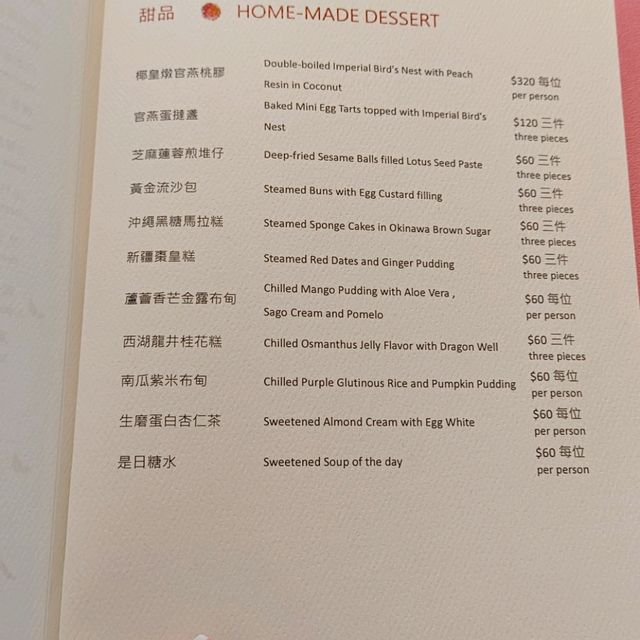 甜品 HOME-MADE DESSERT
椰皇燉官燕桃膠 Double-boiled Imperial Bird's Nest with Peach $320 每位
Resin in Coconut per person
官燕蛋撻盞 Baked Mini Egg Tarts topped with Imperial Bird's $120 三件
Nest three pieces
芝麻蓮蓉煎堆仔 Deep-fried Sesame Balls filled Lotus Seed Paste $60 三件
three pieces
黃金流沙包 Steamed Buns with Egg Custard filling $60 三件
three pieces
沖繩黑糖馬拉糕 Steamed Sponge Cakes in Okinawa Brown Sugar $60 三件
three pieces
新疆棗皇糕 Steamed Red Dates and Ginger Pudding $60 三件
three pieces
蘆薈香芒金露布甸 Chilled Mango Pudding with Aloe Vera , $60 每位
Sago Cream and Pomelo per person
西湖龍井桂花糕 Chilled Osmanthus Jelly Flavor with Dragon Well $60 三件
three pieces
南瓜紫米布甸 Chilled Purple Glutinous Rice and Pumpkin Pudding $60 每位
per person
生磨蛋白杏仁茶 Sweetened Almond Cream with Egg White $60 每位
per person
是日糖水 Sweetened Soup of the day $60 每位
per person